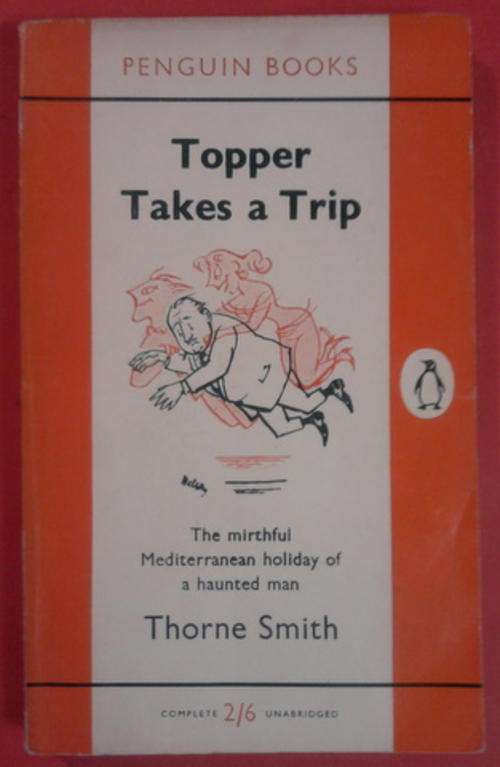 PENGUIN BOOKS
Topper
Takes a Trip
The mirthful
Mediterranean holiday of
a haunted man
Thorne Smith
COMPLETE 2/6 UNABRIDGED